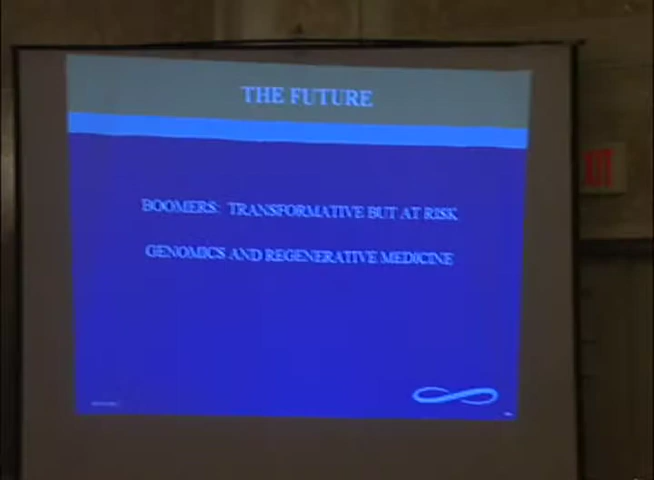 THE FUTURE
BOOMERS: TRANSFORMATIVE BUT AT RISK
GENOMICS AND REGENERATIVE MEDICINE
EXIT